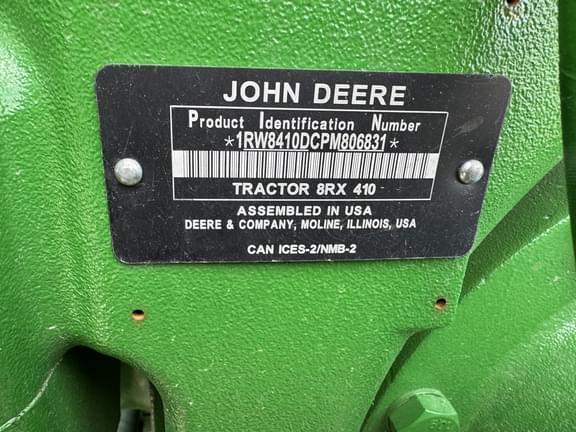 JOHN DEERE
Product Identification Number
*1RW8410DCPM806831*
TRACTOR 8RX 410
ASSEMBLED IN USA
DEERE & COMPANY, MOLINE, ILLINOIS, USA
CAN ICES-2/NMB-2